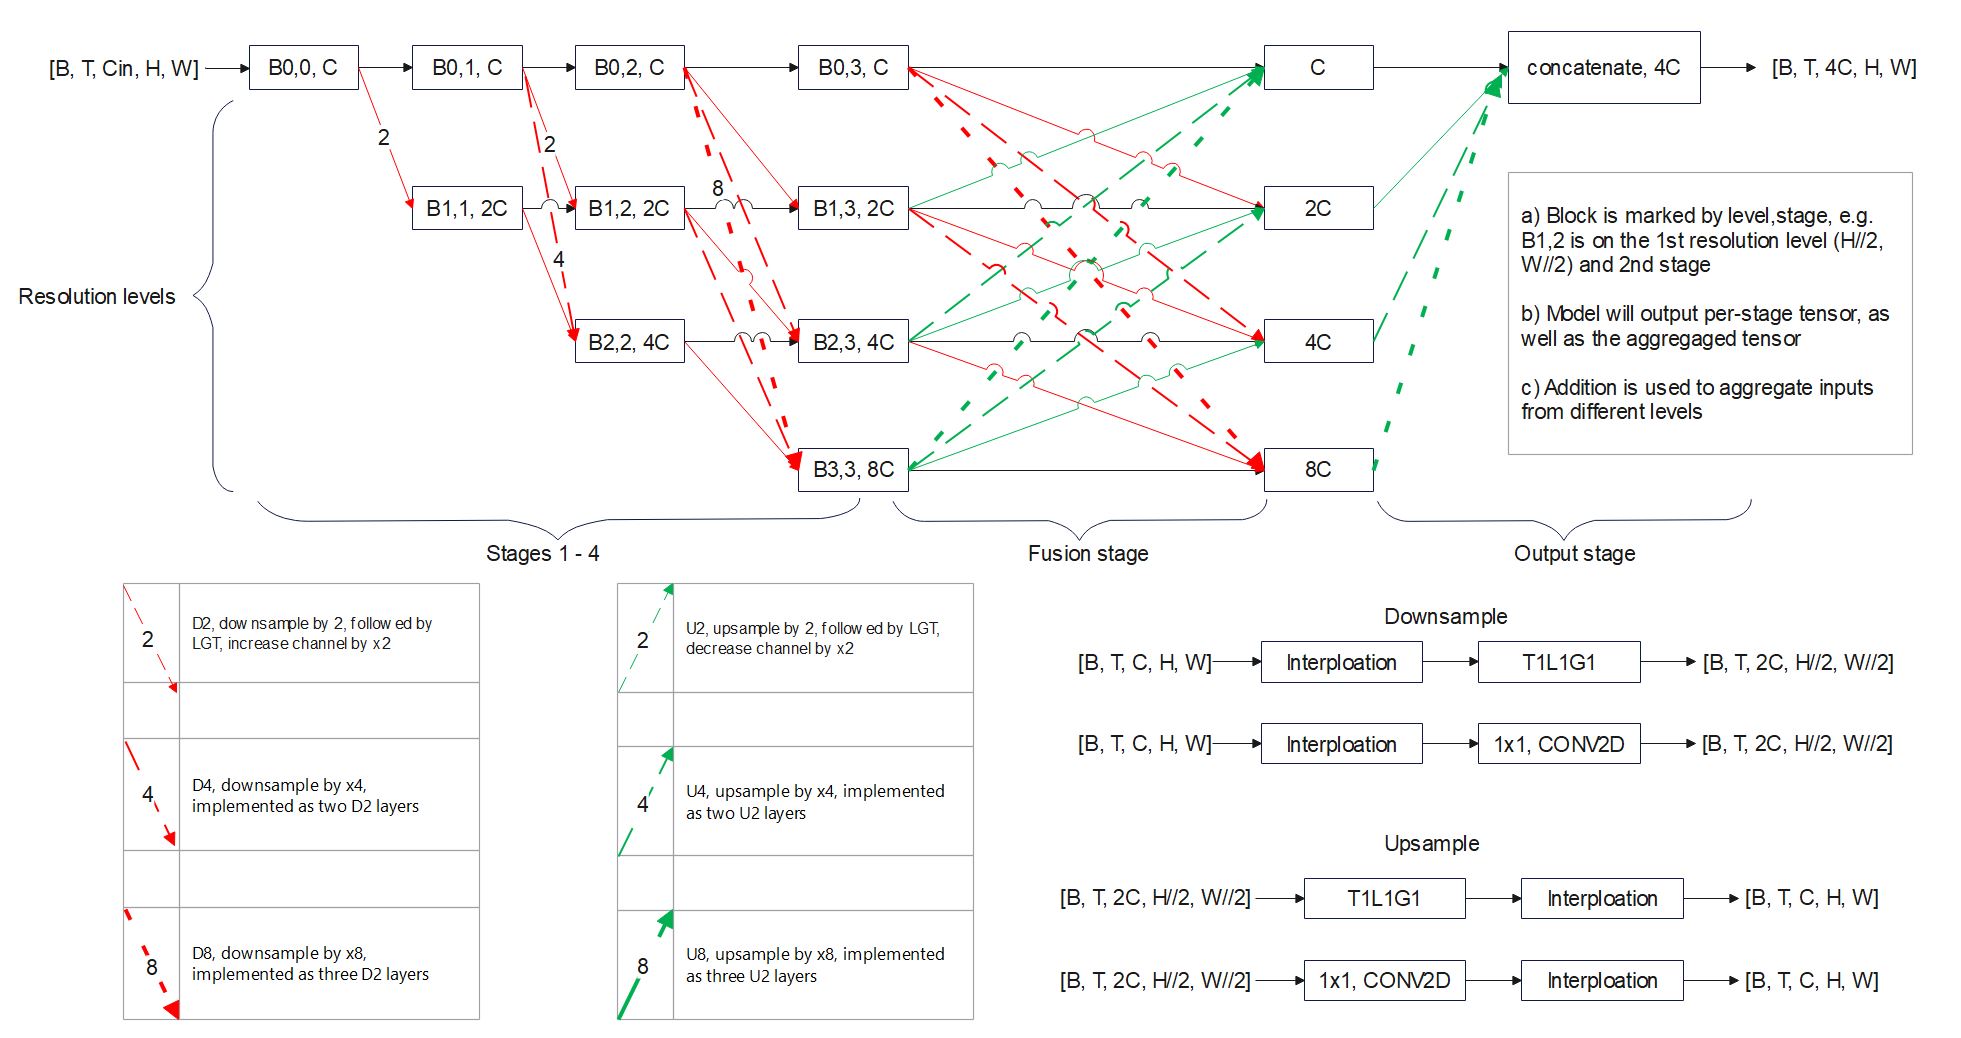 [B, T, Cin, H, W]
B0,0, C
B0,1, C
B0,2, C
B0,3, C
C
concatenate, 4C
[B, T, 4C, H, W]
2
2
8
B1,1, 2C
B1,2, 2C
B1,3, 2C
2C
4
Resolution levels
B2,2, 4C
B2,3, 4C
4C
B3,3, 8C
8C
a) Block is marked by level,stage, e.g.
B1,2 is on the 1st resolution level (H//2,
W//2) and 2nd stage
b) Model will output per-stage tensor, as
well as the aggregaged tensor
c) Addition is used to aggregate inputs
from different levels
Stages 1 - 4
Fusion stage
Output stage
2
D2, downsample by 2, followed by
LGT, increase channel by x2
4
D4, downsample by x4,
implemented as two D2 layers
8
D8, downsample by x8,
implemented as three D2 layers
2
U2, upsample by 2, followed by LGT,
decrease channel by x2
4
U4, upsample by x4, implemented
as two U2 layers
8
U8, upsample by x8, implemented
as three U2 layers
Downsample
[B, T, C, H, W]
Interploation
T1L1G1
[B, T, 2C, H//2, W//2]
[B, T, C, H, W]
Interploation
1x1, CONV2D
[B, T, 2C, H//2, W//2]
Upsample
[B, T, 2C, H//2, W//2]
T1L1G1
Interploation
[B, T, C, H, W]
[B, T, 2C, H//2, W//2]
1x1, CONV2D
Interploation
[B, T, C, H, W]